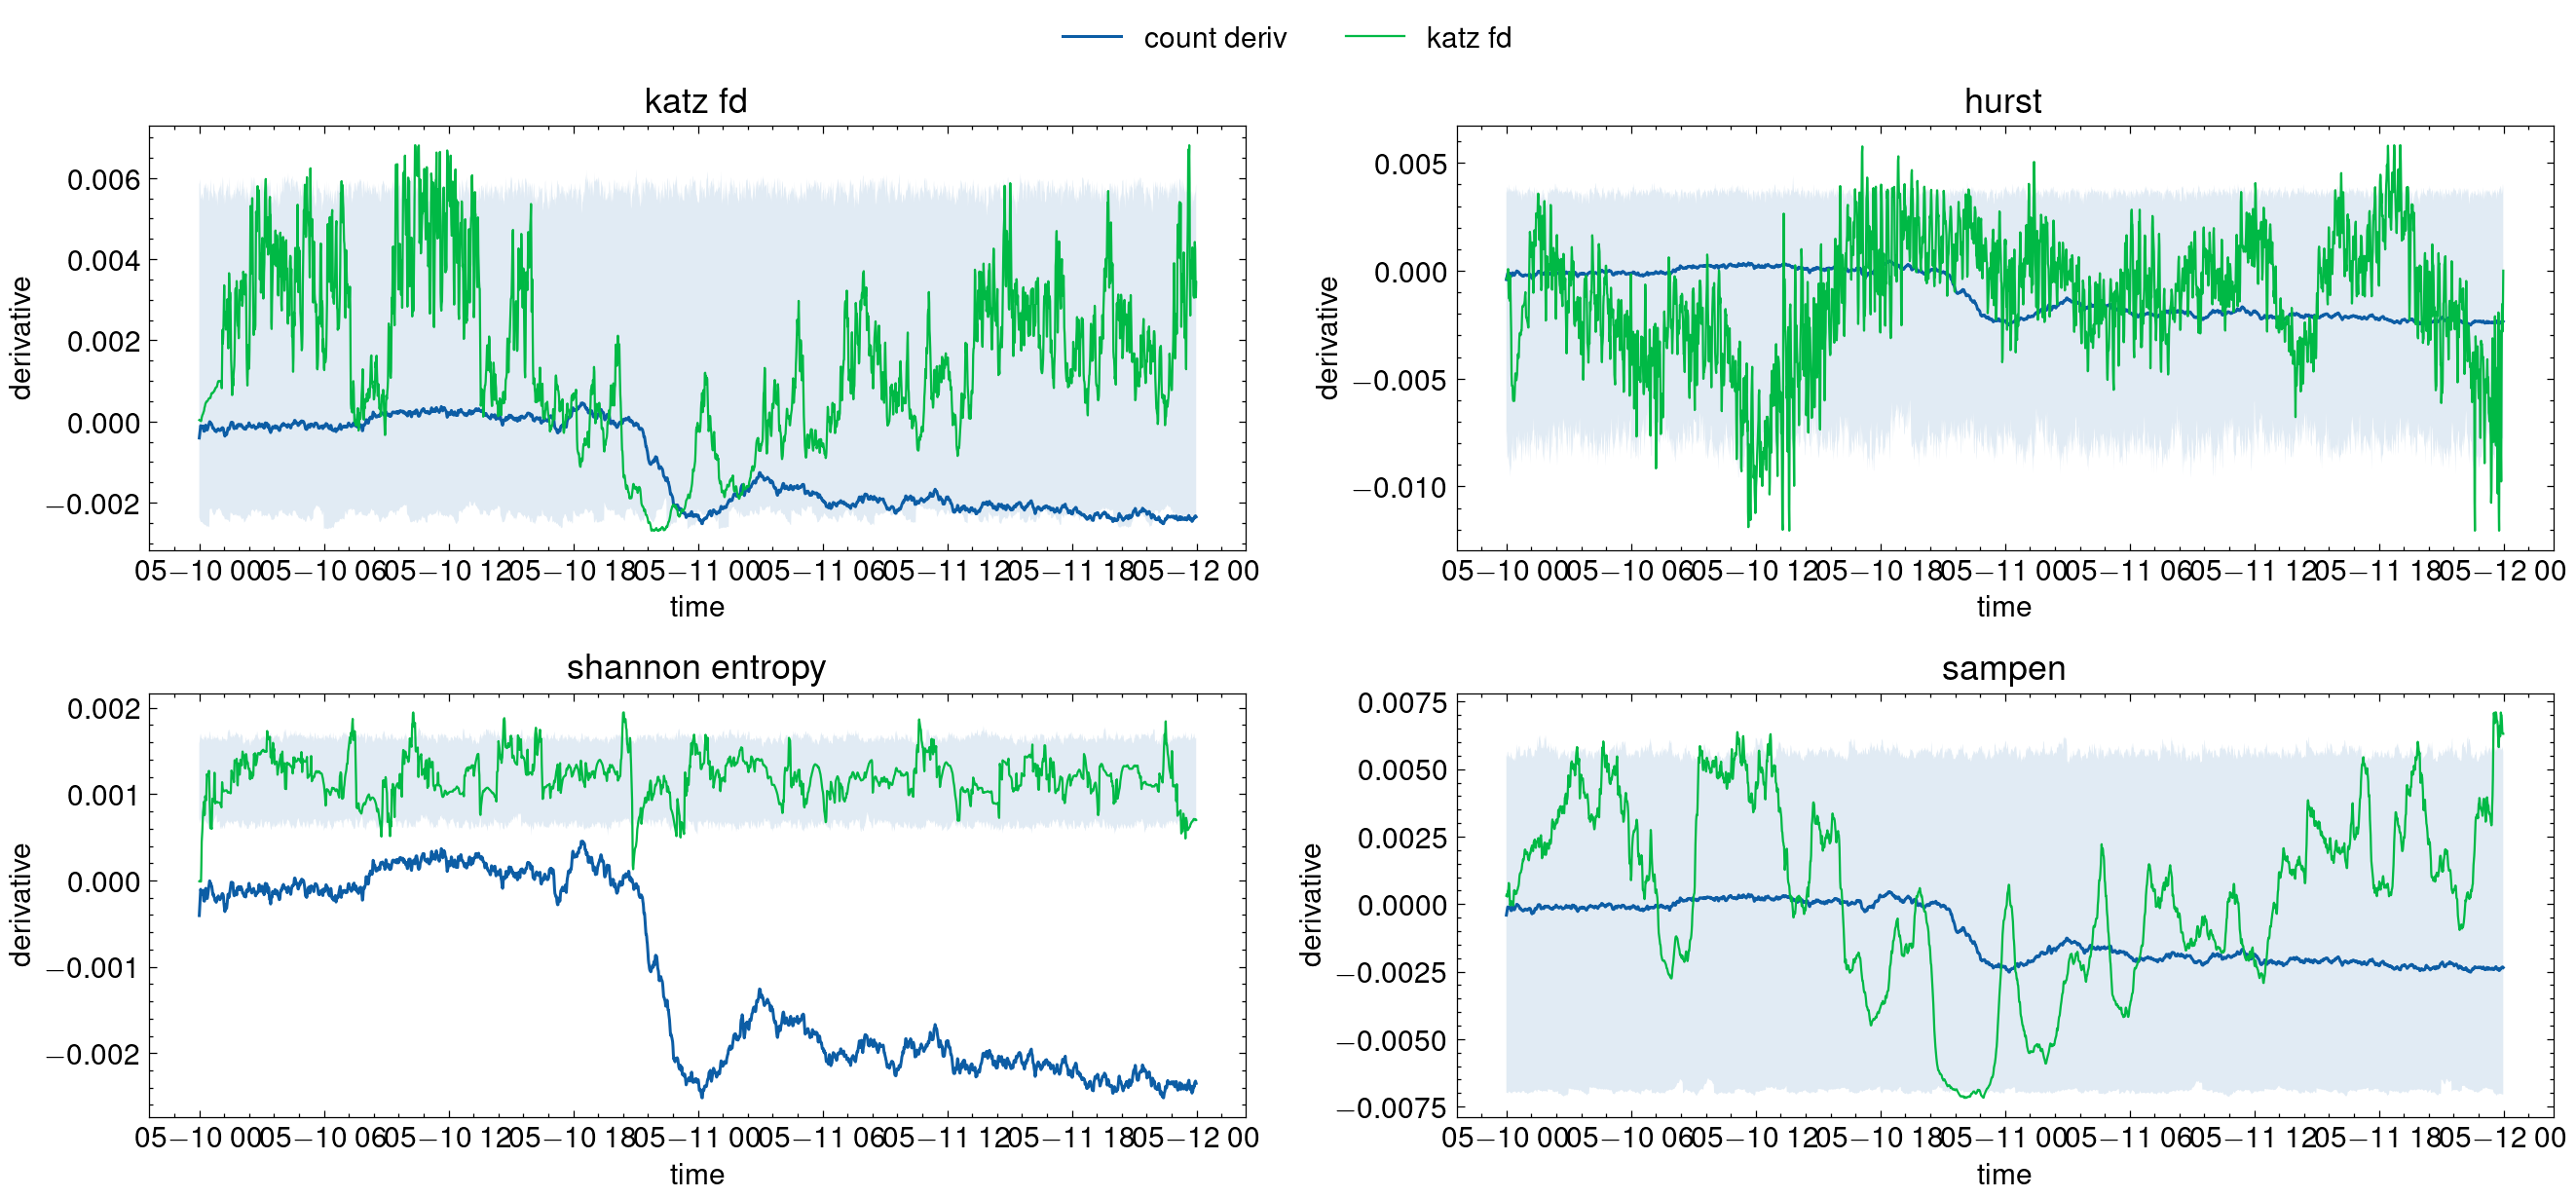 count deriv katz fd
katz fd
hurst
0.006
0.004
0.002
0.000
−0.002
derivative
05−10 00 05−10 06 05−10 12 05−10 18 05−11 00 05−11 06 05−11 12 05−11 18 05−12 00
time
0.005
0.000
−0.005
−0.010
derivative
05−10 00 05−10 06 05−10 12 05−10 18 05−11 00 05−11 06 05−11 12 05−11 18 05−12 00
time
shannon entropy
sampen
0.002
0.001
0.000
−0.001
−0.002
derivative
05−10 00 05−10 06 05−10 12 05−10 18 05−11 00 05−11 06 05−11 12 05−11 18 05−12 00
time
0.0075
0.0050
0.0025
0.0000
−0.0025
−0.0050
−0.0075
derivative
05−10 00 05−10 06 05−10 12 05−10 18 05−11 00 05−11 06 05−11 12 05−11 18 05−12 00
time